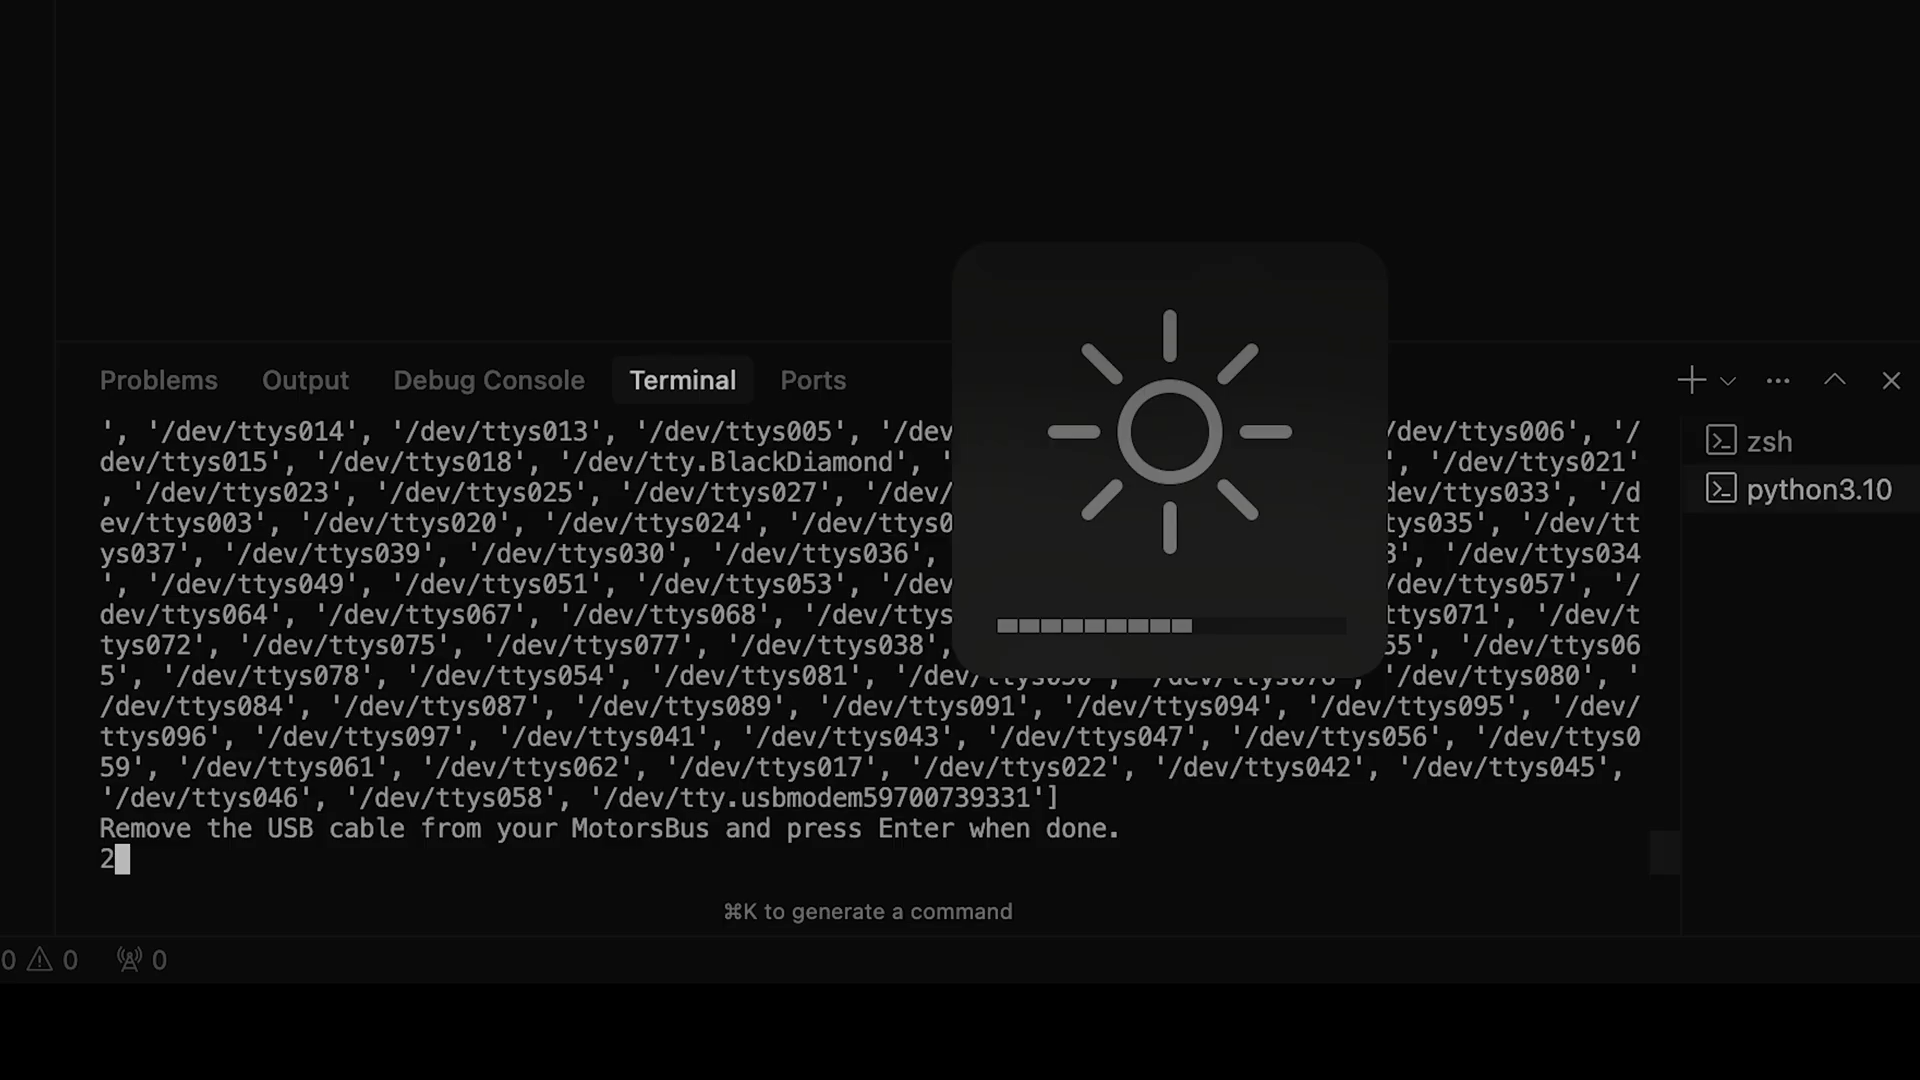 Problems Output Debug Console Terminal Ports
', '/dev/ttys014', '/dev/ttys013', '/dev/ttys005', '/dev /dev/ttys006', '/
dev/ttys015', '/dev/ttys018', '/dev/tty.BlackDiamond', ' ', '/dev/ttys021'
, '/dev/ttys023', '/dev/ttys025', '/dev/ttys027', '/dev/ dev/ttys033', '/d
ev/ttys003', '/dev/ttys020', '/dev/ttys024', '/dev/ttys0 tys035', '/dev/tt
ys037', '/dev/ttys039', '/dev/ttys030', '/dev/ttys036', 3', '/dev/ttys034
', '/dev/ttys049', '/dev/ttys051', '/dev/ttys053', '/dev /dev/ttys057', '/
dev/ttys064', '/dev/ttys067', '/dev/ttys068', '/dev/ttys ttys071', '/dev/t
tys072', '/dev/ttys075', '/dev/ttys077', '/dev/ttys038', 55', '/dev/ttys06
5', '/dev/ttys078', '/dev/ttys054', '/dev/ttys081', '/dev/ '/dev/ttys080', '
/dev/ttys084', '/dev/ttys087', '/dev/ttys089', '/dev/ttys091', '/dev/ttys094', '/dev/ttys095', '/dev/
ttys096', '/dev/ttys097', '/dev/ttys041', '/dev/ttys043', '/dev/ttys047', '/dev/ttys056', '/dev/ttys0
59', '/dev/ttys061', '/dev/ttys062', '/dev/ttys017', '/dev/ttys022', '/dev/ttys042', '/dev/ttys045',
'/dev/ttys046', '/dev/ttys058', '/dev/tty.usbmodem59700739331']
Remove the USB cable from your MotorsBus and press Enter when done.
2
⌘K to generate a command
zsh
python3.10
0 0 0